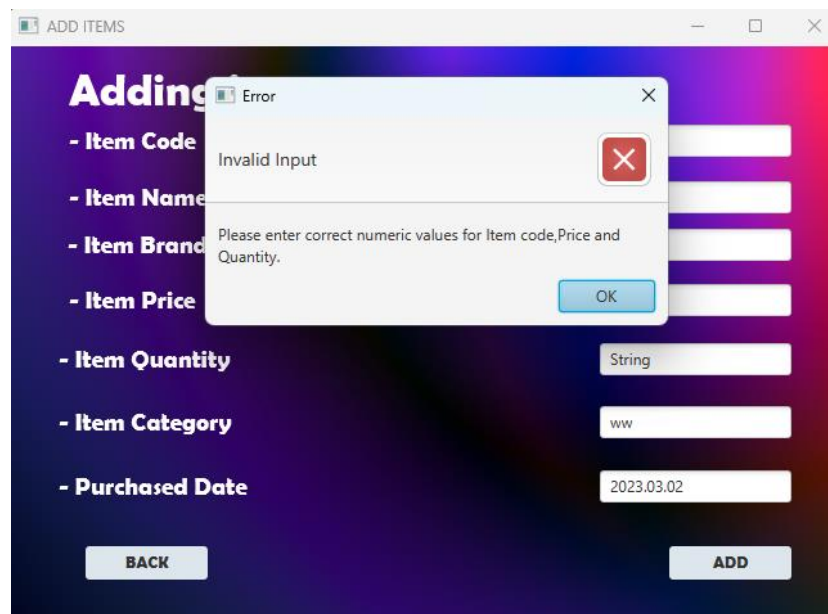 ADD ITEMS
Adding
Error
- Item Code
Invalid Input
- Item Name
- Item Brand
Please enter correct numeric values for Item code,Price and
Quantity.
- Item Price
OK
- Item Quantity
String
- Item Category
ww
- Purchased Date
2023.03.02
BACK
ADD